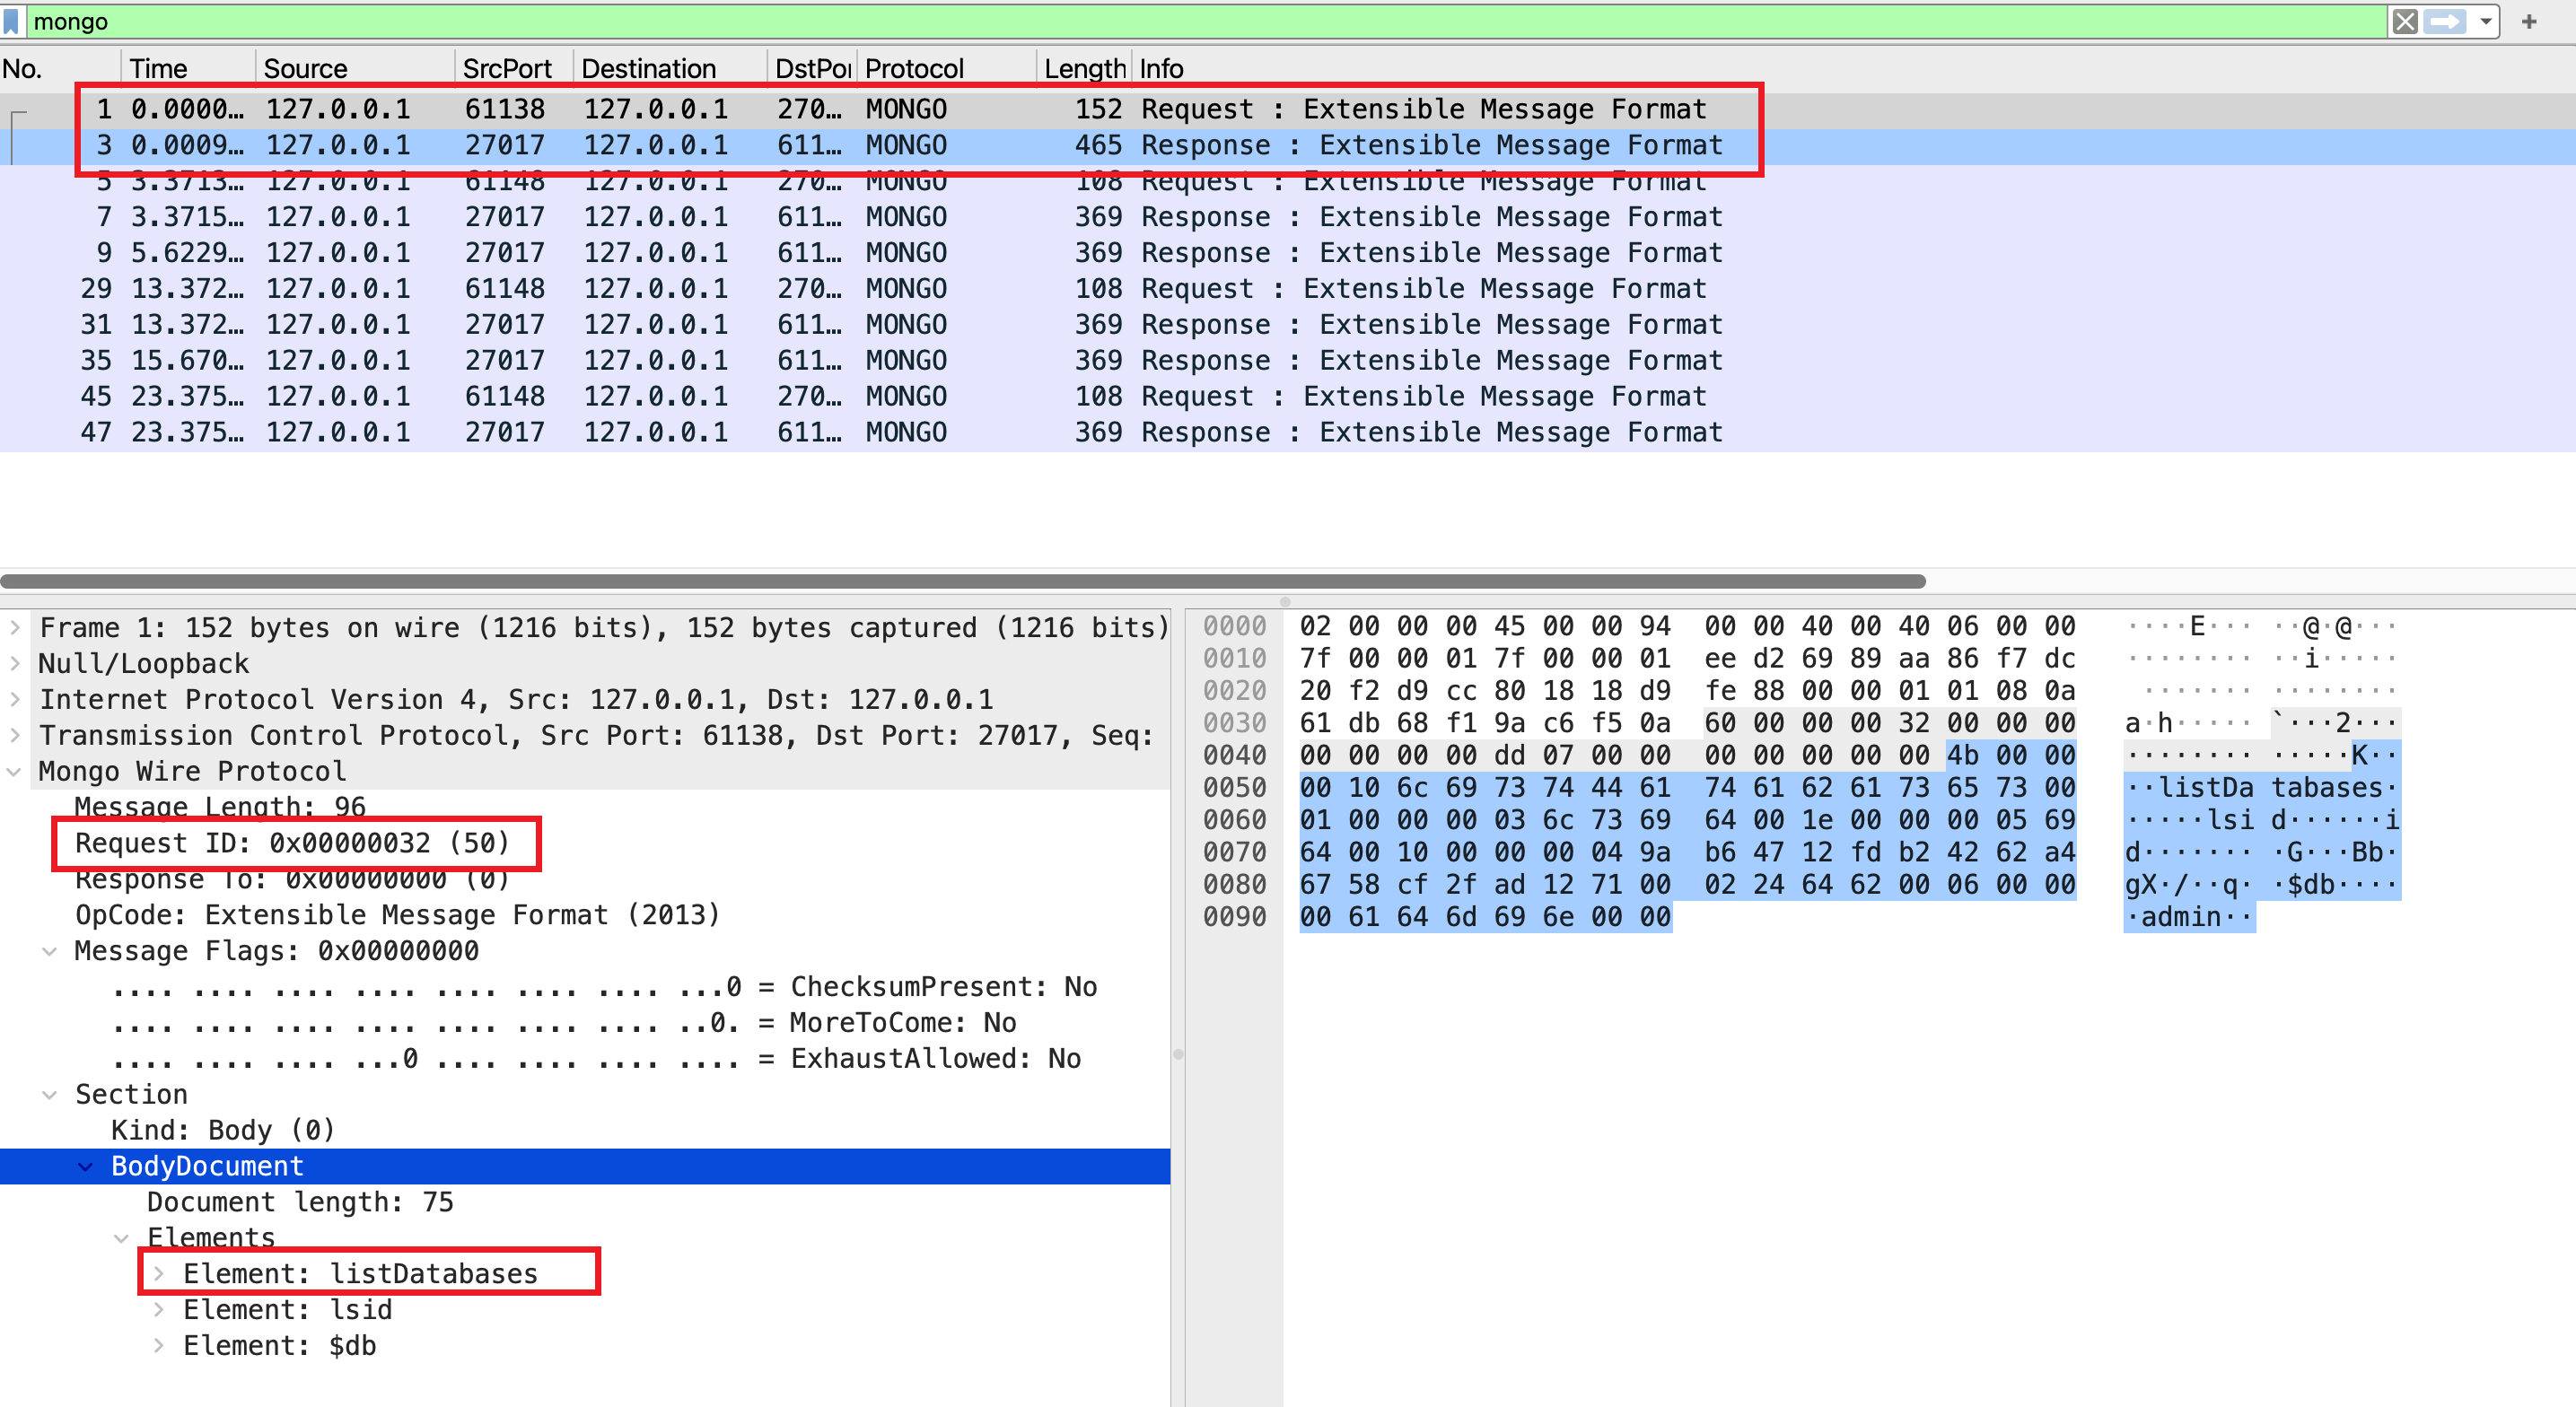 mongo
No. Time Source SrcPort Destination DstPor Protocol Length Info
1 0.0000… 127.0.0.1 61138 127.0.0.1 270… MONGO 152 Request : Extensible Message Format
3 0.0009… 127.0.0.1 27017 127.0.0.1 611… MONGO 465 Response : Extensible Message Format
5 3.3713… 127.0.0.1 61148 127.0.0.1 270… MONGO 108 Request : Extensible Message Format
7 3.3715… 127.0.0.1 27017 127.0.0.1 611… MONGO 369 Response : Extensible Message Format
9 5.6229… 127.0.0.1 27017 127.0.0.1 611… MONGO 369 Response : Extensible Message Format
29 13.372… 127.0.0.1 61148 127.0.0.1 270… MONGO 108 Request : Extensible Message Format
31 13.372… 127.0.0.1 27017 127.0.0.1 611… MONGO 369 Response : Extensible Message Format
35 15.670… 127.0.0.1 27017 127.0.0.1 611… MONGO 369 Response : Extensible Message Format
45 23.375… 127.0.0.1 61148 127.0.0.1 270… MONGO 108 Request : Extensible Message Format
47 23.375… 127.0.0.1 27017 127.0.0.1 611… MONGO 369 Response : Extensible Message Format
Frame 1: 152 bytes on wire (1216 bits), 152 bytes captured (1216 bits)
Null/Loopback
Internet Protocol Version 4, Src: 127.0.0.1, Dst: 127.0.0.1
Transmission Control Protocol, Src Port: 61138, Dst Port: 27017, Seq:
Mongo Wire Protocol
Message Length: 96
Request ID: 0x00000032 (50)
Response To: 0x00000000 (0)
OpCode: Extensible Message Format (2013)
Message Flags: 0x00000000
.... .... .... .... .... .... .... ...0 = ChecksumPresent: No
.... .... .... .... .... .... .... ..0. = MoreToCome: No
.... .... .... ...0 .... .... .... .... = ExhaustAllowed: No
Section
Kind: Body (0)
BodyDocument
Document length: 75
Elements
Element: listDatabases
Element: lsid
Element: $db
0000 02 00 00 00 45 00 00 94 00 00 40 00 40 06 00 00 ····E··· ··@·@···
0010 7f 00 00 01 7f 00 00 01 ee d2 69 89 aa 86 f7 dc ········ ··i·····
0020 20 f2 d9 cc 80 18 18 d9 fe 88 00 00 01 01 08 0a  ······· ········
0030 61 db 68 f1 9a c6 f5 0a 60 00 00 00 32 00 00 00 a·h····· `···2···
0040 00 00 00 00 dd 07 00 00 00 00 00 00 00 4b 00 00 ········ ·····K··
0050 00 10 6c 69 73 74 44 61 74 61 62 61 73 65 73 00 ··listDa tabases·
0060 01 00 00 00 03 6c 73 69 64 00 1e 00 00 00 05 69 ·····lsi d······i
0070 64 00 10 00 00 00 04 9a b6 47 12 fd b2 42 62 a4 d······· ·G···Bb·
0080 67 58 cf 2f ad 12 71 00 02 24 64 62 00 06 00 00 gX·/··q· ·$db····
0090 00 61 64 6d 69 6e 00 00 ·admin··